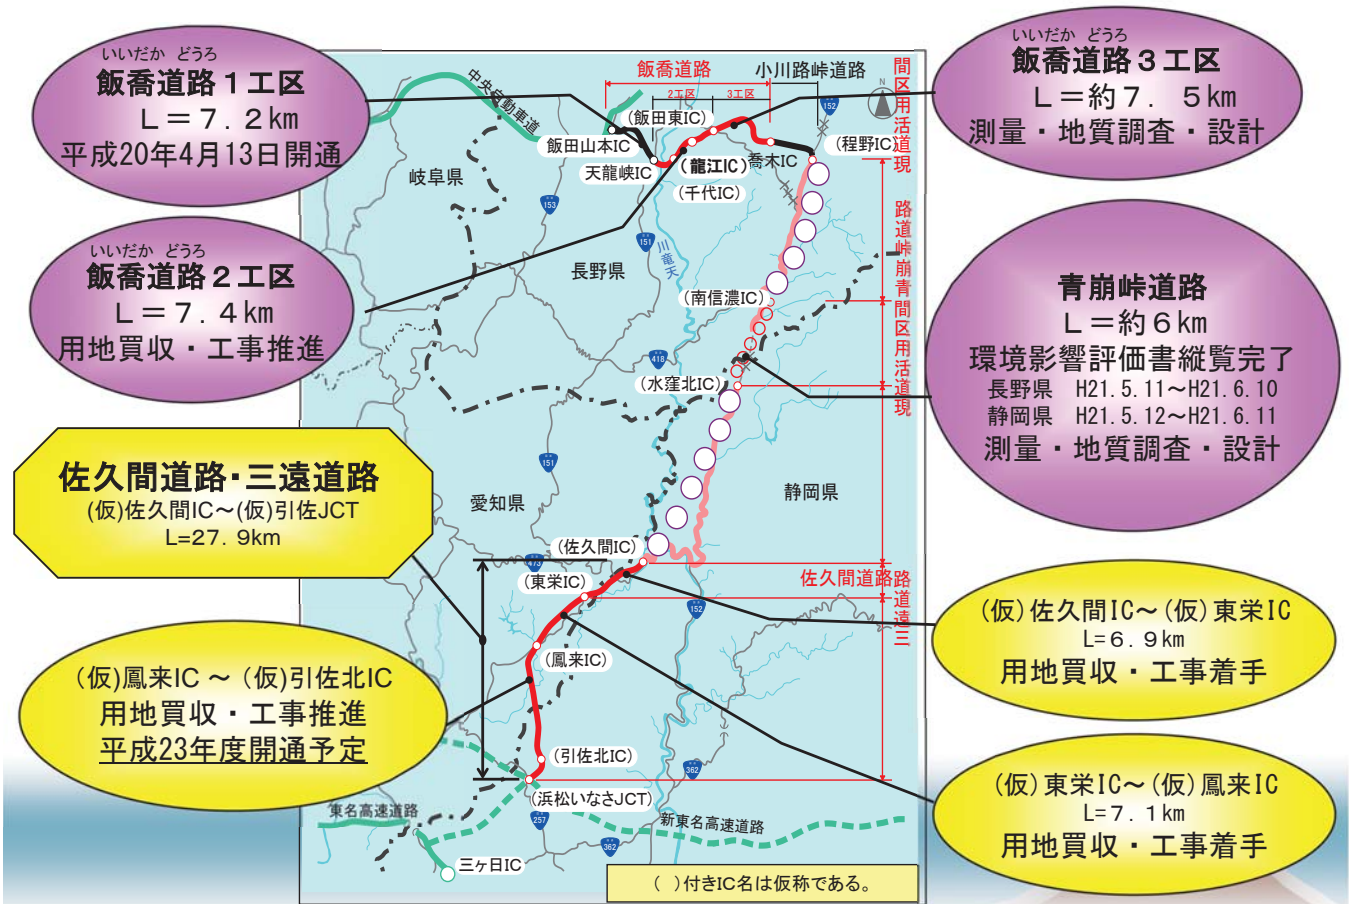 いいだか どうろ
飯喬道路1工区
L=7.2km
平成20年4月13日開通
いいだか どうろ
飯喬道路2工区
L=7.4km
用地買収・工事推進
佐久間道路・三遠道路
(仮)佐久間IC～(仮)引佐JCT
L=27.9km
(仮)鳳来IC～(仮)引佐北IC
用地買収・工事推進
平成23年度開通予定
いいだか どうろ
飯喬道路3工区
L=約7.5km
測量・地質調査・設計
青崩峠道路
L=約6km
環境影響評価書縦覧完了
長野県 H21.5.11～H21.6.10
静岡県 H21.5.12～H21.6.11
測量・地質調査・設計
(仮)佐久間IC～(仮)東栄IC
L=6.9km
用地買収・工事着手
(仮)東栄IC～(仮)鳳来IC
L=7.1km
用地買収・工事着手
中央自動車道
飯喬道路
小川路峠道路
2工区
3工区
N
152
(飯田東IC)
飯田山本IC
天龍峡IC
(龍江IC)
(千代IC)
喬木IC
(程野IC)
岐阜県
153
151
川竜天
長野県
(南信濃IC)
418
(水窪北IC)
151
愛知県
静岡県
(佐久間IC)
473
(東栄IC)
152
(鳳来IC)
(引佐北IC)
(浜松いなさJCT)
362
257
362
東名高速道路
新東名高速道路
三ヶ日IC
間区用活道現
路道峠崩青
間区用活道現
佐久間道路
路道遠三
( )付きIC名は仮称である。